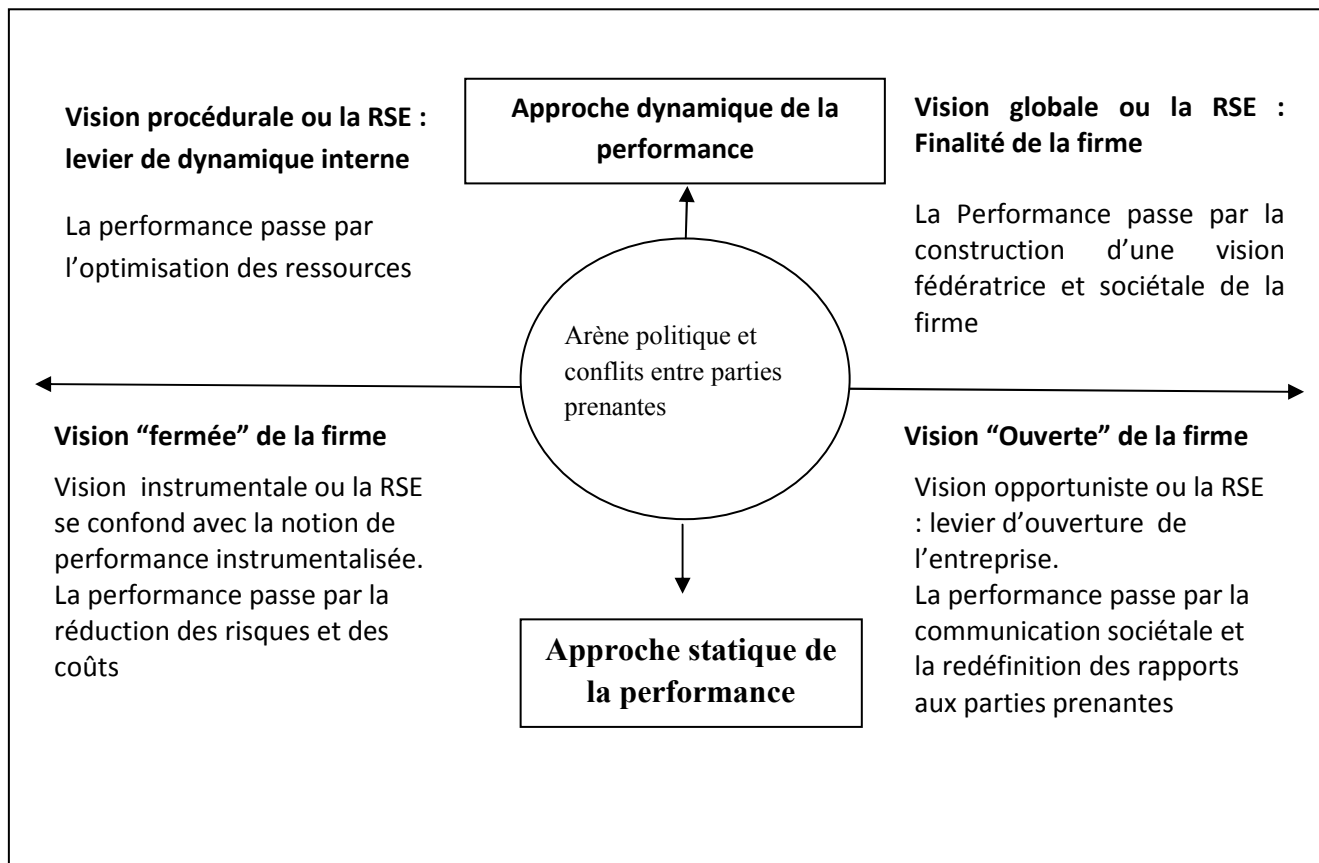 Vision procédurale ou la RSE :
levier de dynamique interne
La performance passe par
l’optimisation des ressources
Approche dynamique de la
performance
Vision globale ou la RSE :
Finalité de la firme
La Performance passe par la
construction d’une vision
fédératrice et sociétale de la
firme
Arène politique et
conflits entre parties
prenantes
Vision “fermée” de la firme
Vision instrumentale ou la RSE
se confond avec la notion de
performance instrumentalisée.
La performance passe par la
réduction des risques et des
coûts
Approche statique de
la performance
Vision “Ouverte” de la firme
Vision opportuniste ou la RSE
: levier d’ouverture de
l’entreprise.
La performance passe par la
communication sociétale et
la redéfinition des rapports
aux parties prenantes